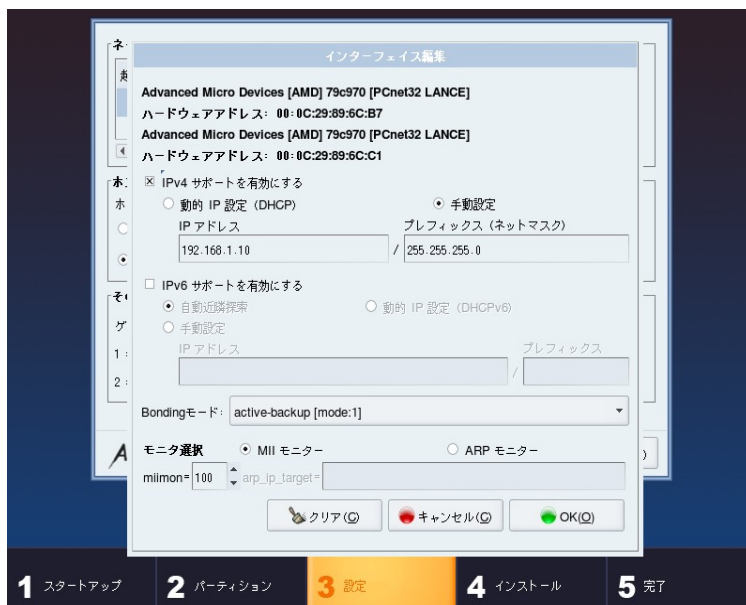 ネ
インターフェイス編集
Advanced Micro Devices [AMD] 79c970 [PCnet32 LANCE]
ハードウェアアドレス: 00:0C:29:89:6C:B7
Advanced Micro Devices [AMD] 79c970 [PCnet32 LANCE]
ハードウェアアドレス: 00:0C:29:89:6C:C1
ホ
IPv4 サポートを有効にする
ホ
動的 IP 設定 (DHCP)
手動設定
IP アドレス
プレフィックス (ネットマスク)
192.168.1.10 / 255.255.255.0
IPv6 サポートを有効にする
そ
自動近隣探索
動的 IP 設定 (DHCPv6)
ゲ
手動設定
1:
IP アドレス
プレフィックス
/
2:
Bondingモード: active-backup [mode:1]
モニタ選択
MII モニター
ARP モニター
A
)
miimon= 100 arp_ip_target=
クリア(C)
キャンセル(C)
OK(O)
1 スタートアップ
2 パーティション
3 設定
4 インストール
5 完了